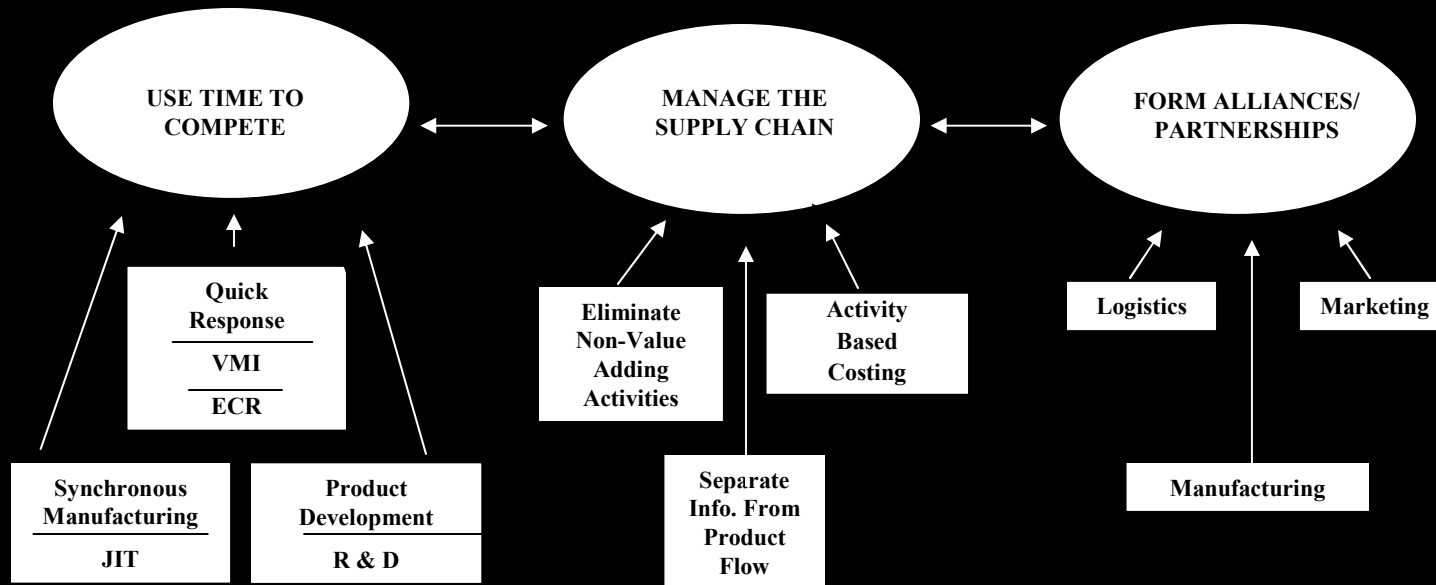 USE TIME TO
COMPETE
MANAGE THE
SUPPLY CHAIN
FORM ALLIANCES/
PARTNERSHIPS
Quick
Response
VMI
ECR
Eliminate
Non-Value
Adding
Activities
Activity
Based
Costing
Logistics
Marketing
Synchronous
Manufacturing
JIT
Product
Development
R & D
Separate
Info. From
Product
Flow
Manufacturing